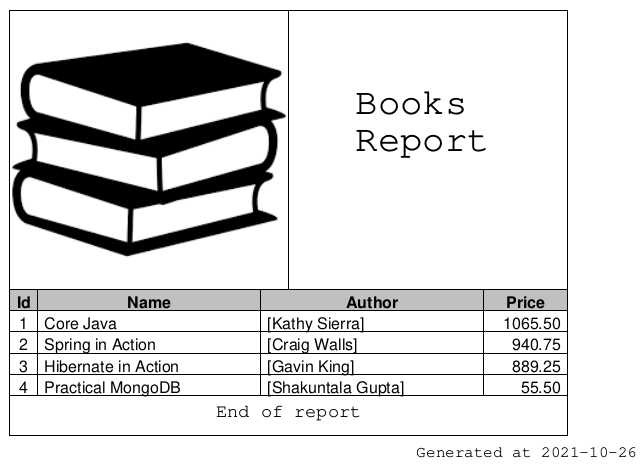 Books
Report
Id Name Author Price
1 Core Java [Kathy Sierra] 1065.50
2 Spring in Action [Craig Walls] 940.75
3 Hibernate in Action [Gavin King] 889.25
4 Practical MongoDB [Shakuntala Gupta] 55.50
End of report
Generated at 2021-10-26